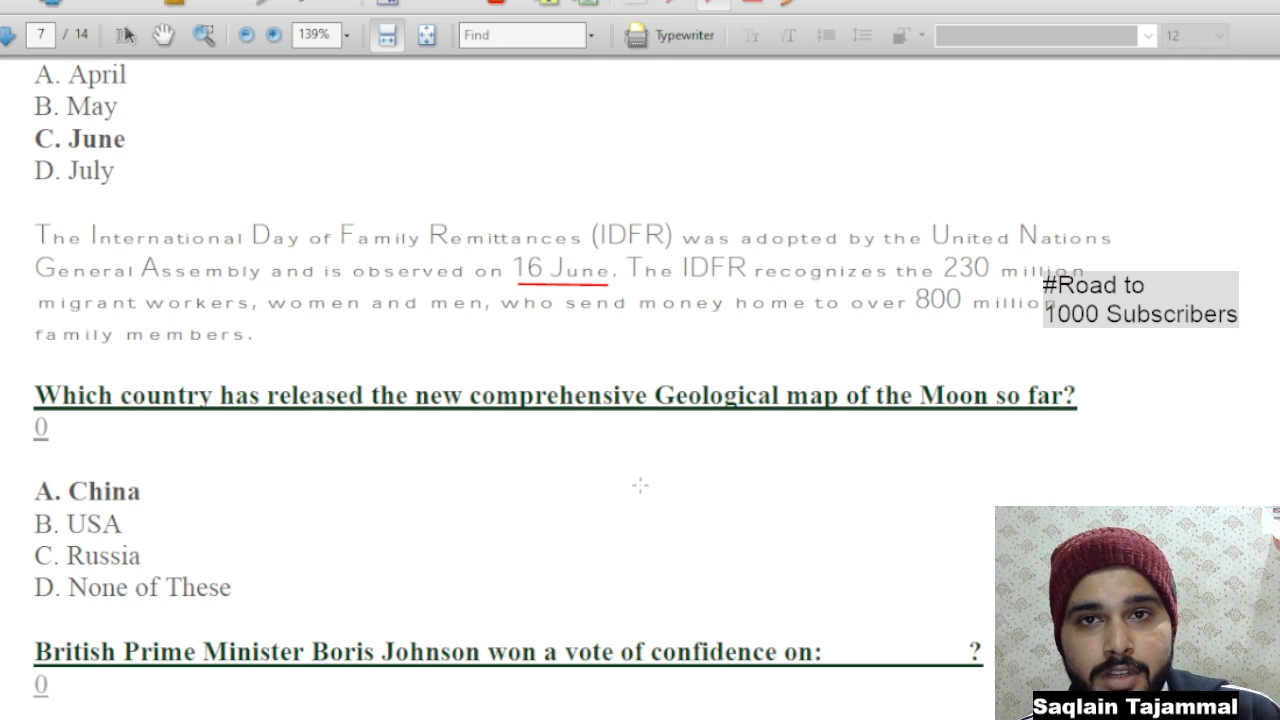 7 / 14 139% Find Typewriter 12
A. April
B. May
C. June
D. July
The International Day of Family Remittances (IDFR) was adopted by the United Nations
General Assembly and is observed on 16 June. The IDFR recognizes the 230 million
migrant workers, women and men, who send money home to over 800 million
family members.
#Road to
1000 Subscribers
Which country has released the new comprehensive Geological map of the Moon so far?
0
A. China
B. USA
C. Russia
D. None of These
British Prime Minister Boris Johnson won a vote of confidence on: ?
0
Saqlain Tajammal